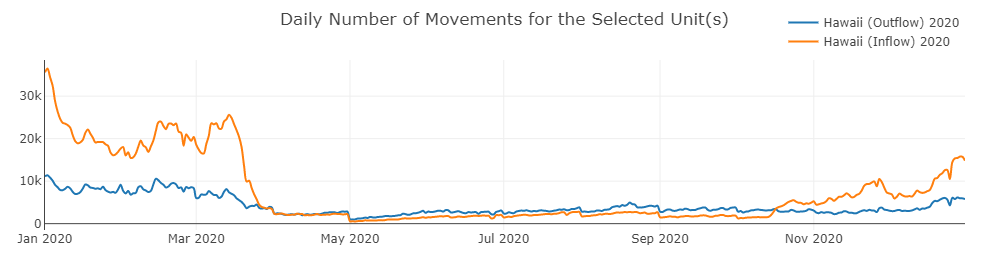 Daily Number of Movements for the Selected Unit(s)
Hawaii (Outflow) 2020
Hawaii (Inflow) 2020
30k
20k
10k
0
Jan 2020 Mar 2020 May 2020 Jul 2020 Sep 2020 Nov 2020